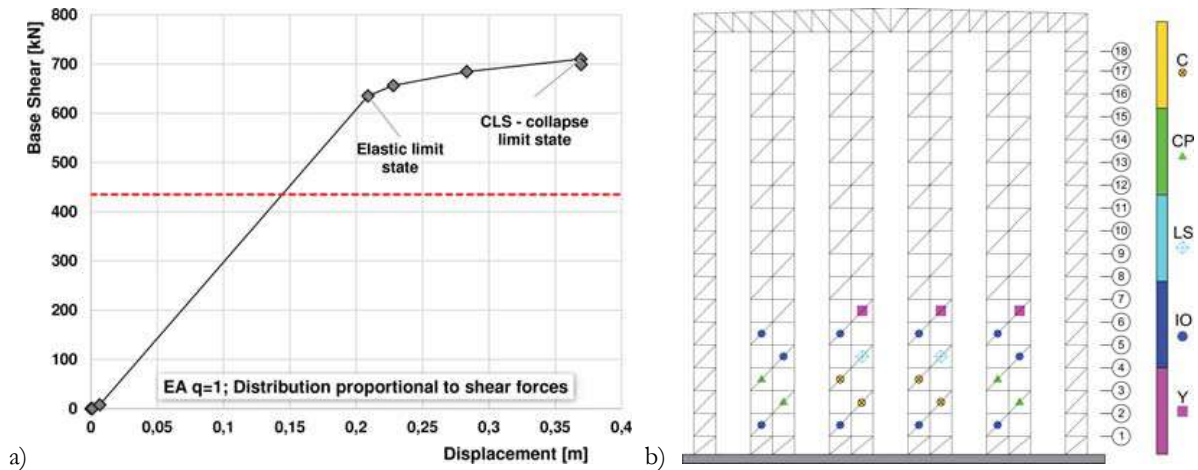 800
700
600
500
400
300
200
100
0
Base Shear [kN]
Elastic limit
state
CLS - collapse
limit state
EA q=1; Distribution proportional to shear forces
0
0,05
0,1
0,15
0,2
0,25
0,3
0,35
0,4
Displacement [m]
a)
18
17
16
15
14
13
12
11
10
9
8
7
6
5
4
3
2
1
C
CP
LS
IO
Y
b)